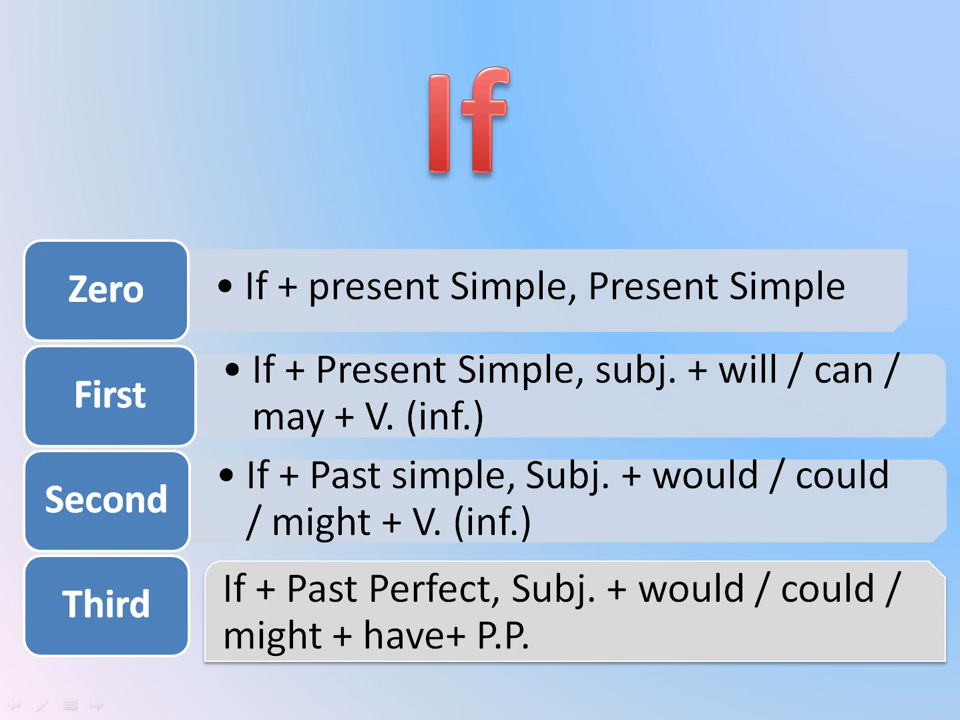 If
Zero
• If + present Simple, Present Simple
First
• If + Present Simple, subj. + will / can /
may + V. (inf.)
Second
• If + Past simple, Subj. + would / could
/ might + V. (inf.)
Third
If + Past Perfect, Subj. + would / could /
might + have+ P.P.